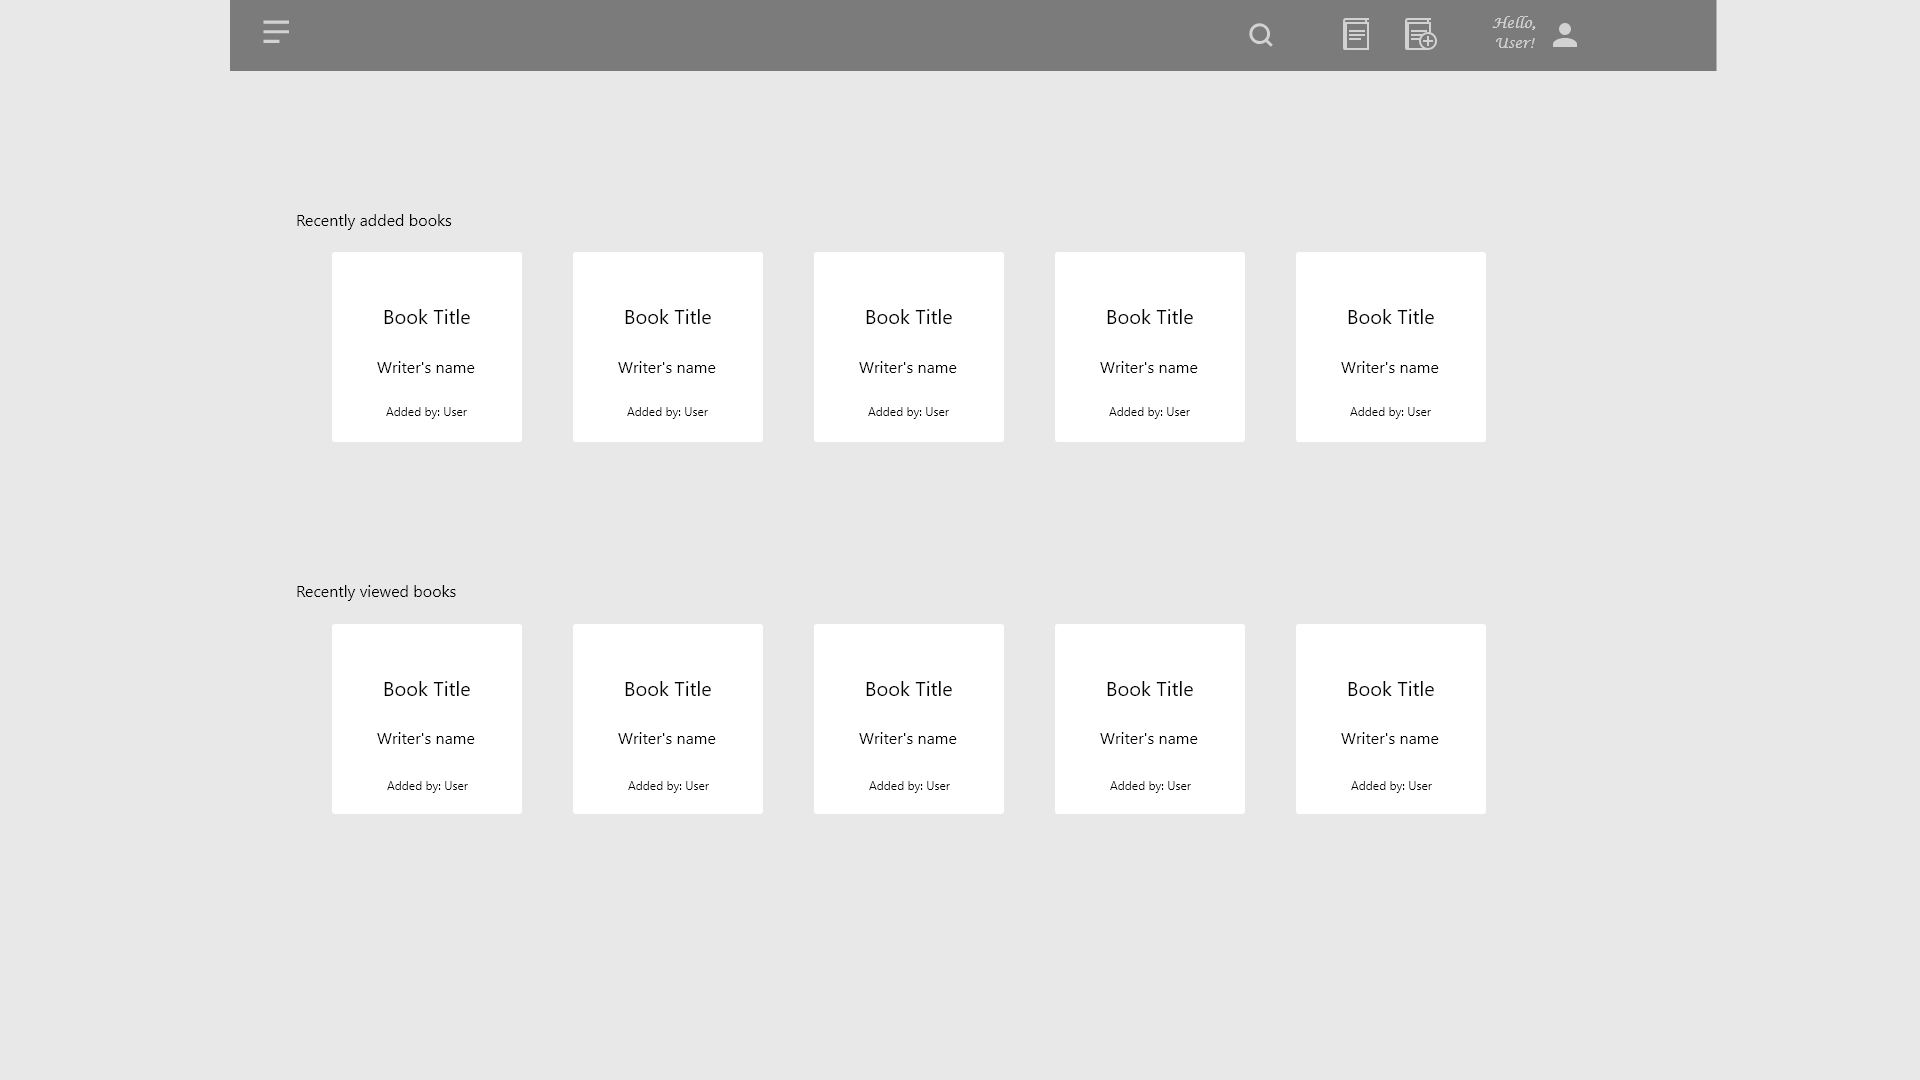 Hello,
User!
Recently added books
Book Title
Writer's name
Added by: User
Book Title
Writer's name
Added by: User
Book Title
Writer's name
Added by: User
Book Title
Writer's name
Added by: User
Book Title
Writer's name
Added by: User
Recently viewed books
Book Title
Writer's name
Added by: User
Book Title
Writer's name
Added by: User
Book Title
Writer's name
Added by: User
Book Title
Writer's name
Added by: User
Book Title
Writer's name
Added by: User